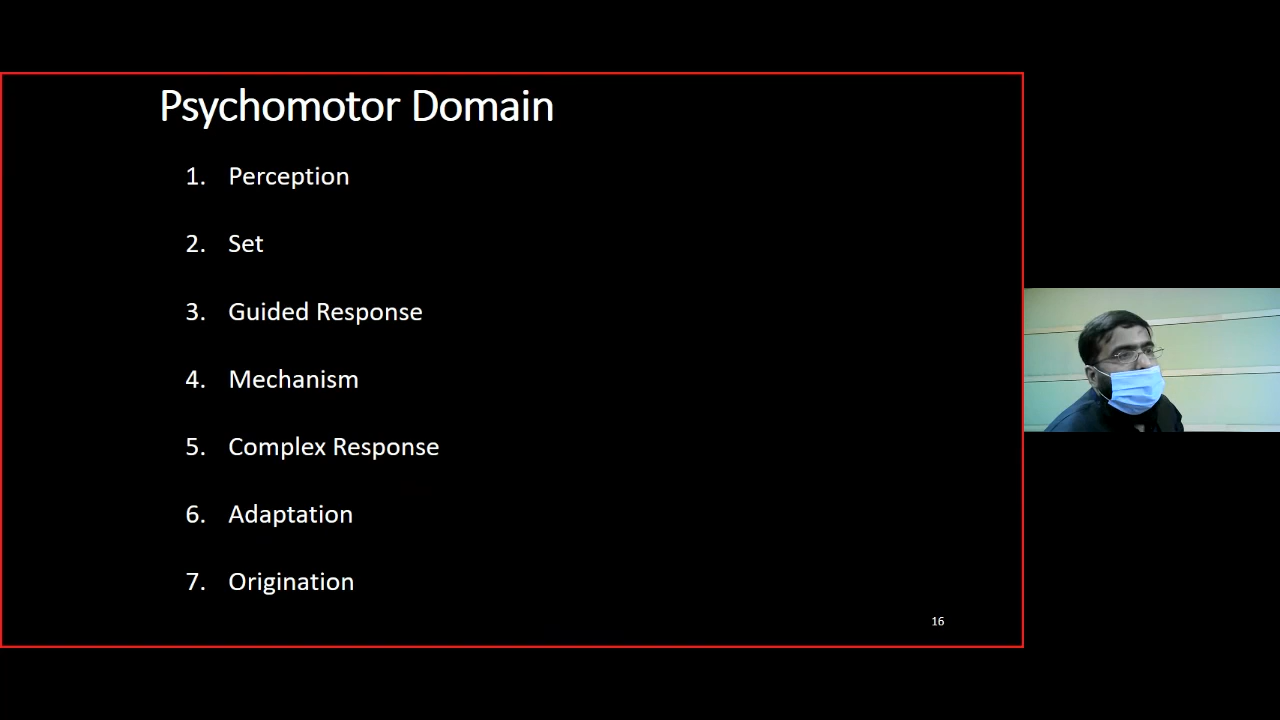 Psychomotor Domain
1. Perception
2. Set
3. Guided Response
4. Mechanism
5. Complex Response
6. Adaptation
7. Origination
16